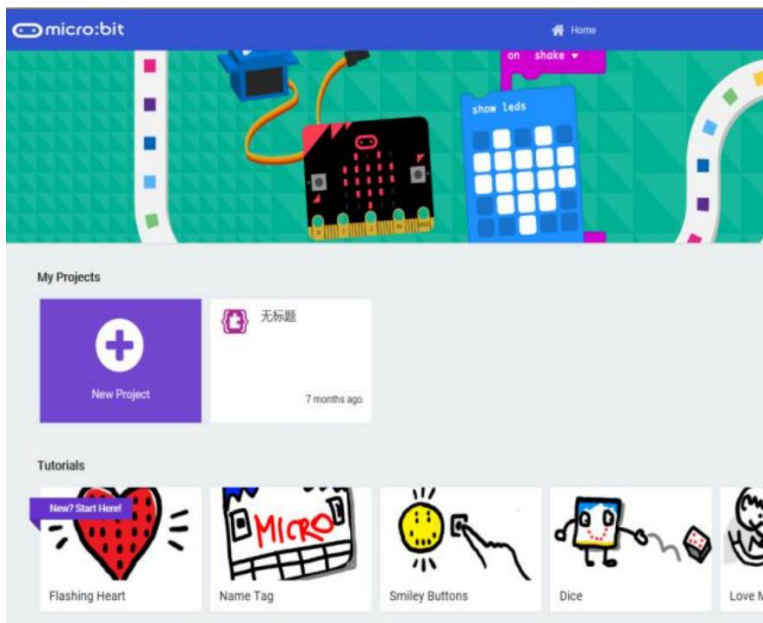 micro:bit
Home
on shake
show leds
My Projects
New Project
无标题
7 months ago
Tutorials
New? Start Here!
MICRO
Flashing Heart
Name Tag
Smiley Buttons
Dice
Love M